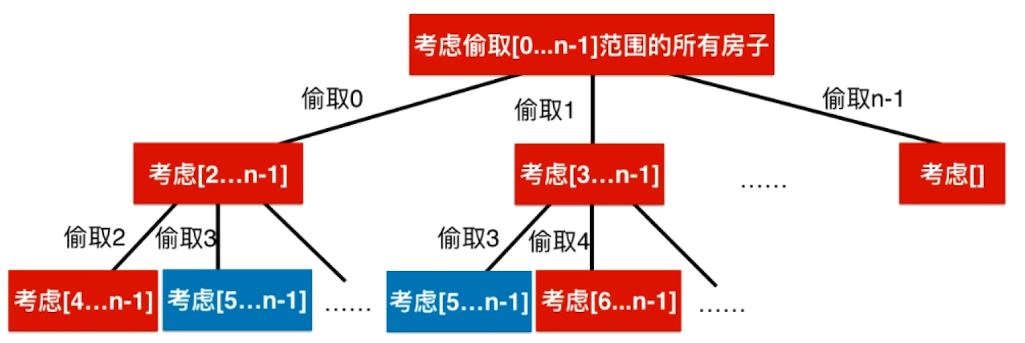 考虑偷取[0...n-1]范围的所有房子
偷取0
偷取1
偷取n-1
考虑[2...n-1]
考虑[3...n-1]
......
考虑[]
偷取2
偷取3
偷取3
偷取4
考虑[4...n-1]
考虑[5...n-1]
......
考虑[5...n-1]
考虑[6...n-1]
......